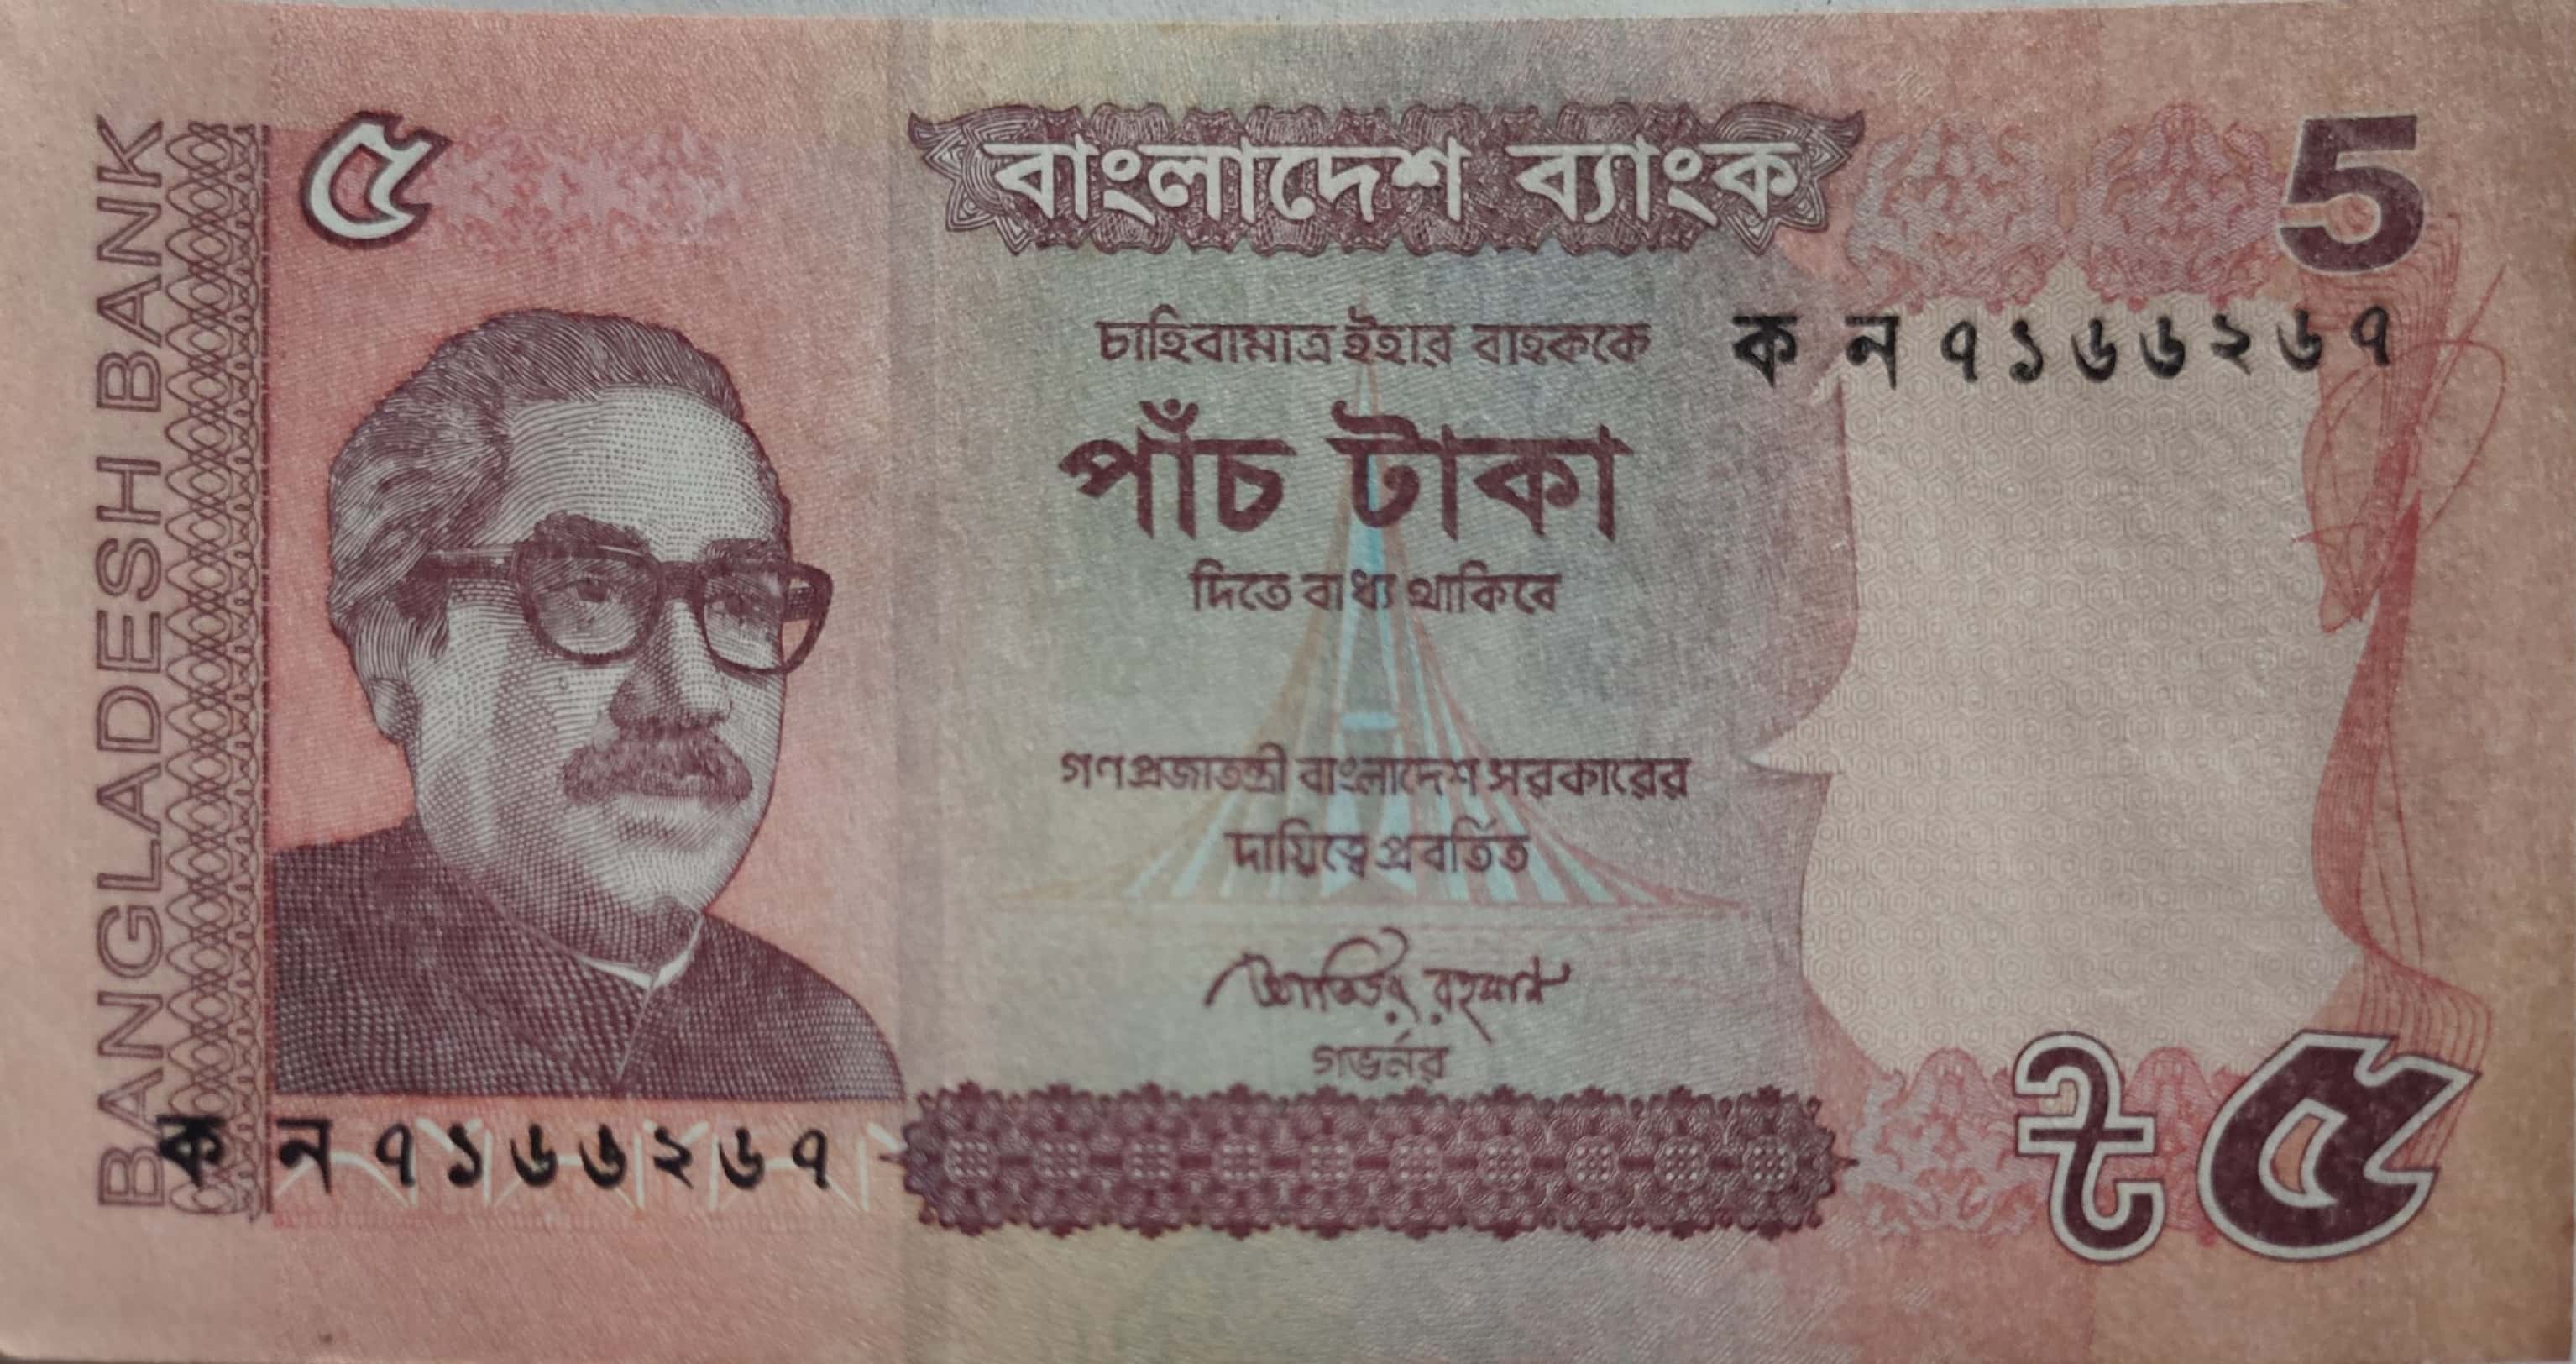 BANGLADESH BANK
৫
বাংলাদেশ ব্যাংক
5
চাহিবামাত্র ইহার বাহককে
ক ন ৭১৬৬২৬৭
পাঁচ টাকা
দিতে বাধ্য থাকিবে
গণপ্রজাতন্ত্রী বাংলাদেশ সরকারের
দায়িত্বে প্রবর্তিত
আতিউর রহমান
গভর্নর
ক ন ৭১৬৬২৬৭
৳ ৫